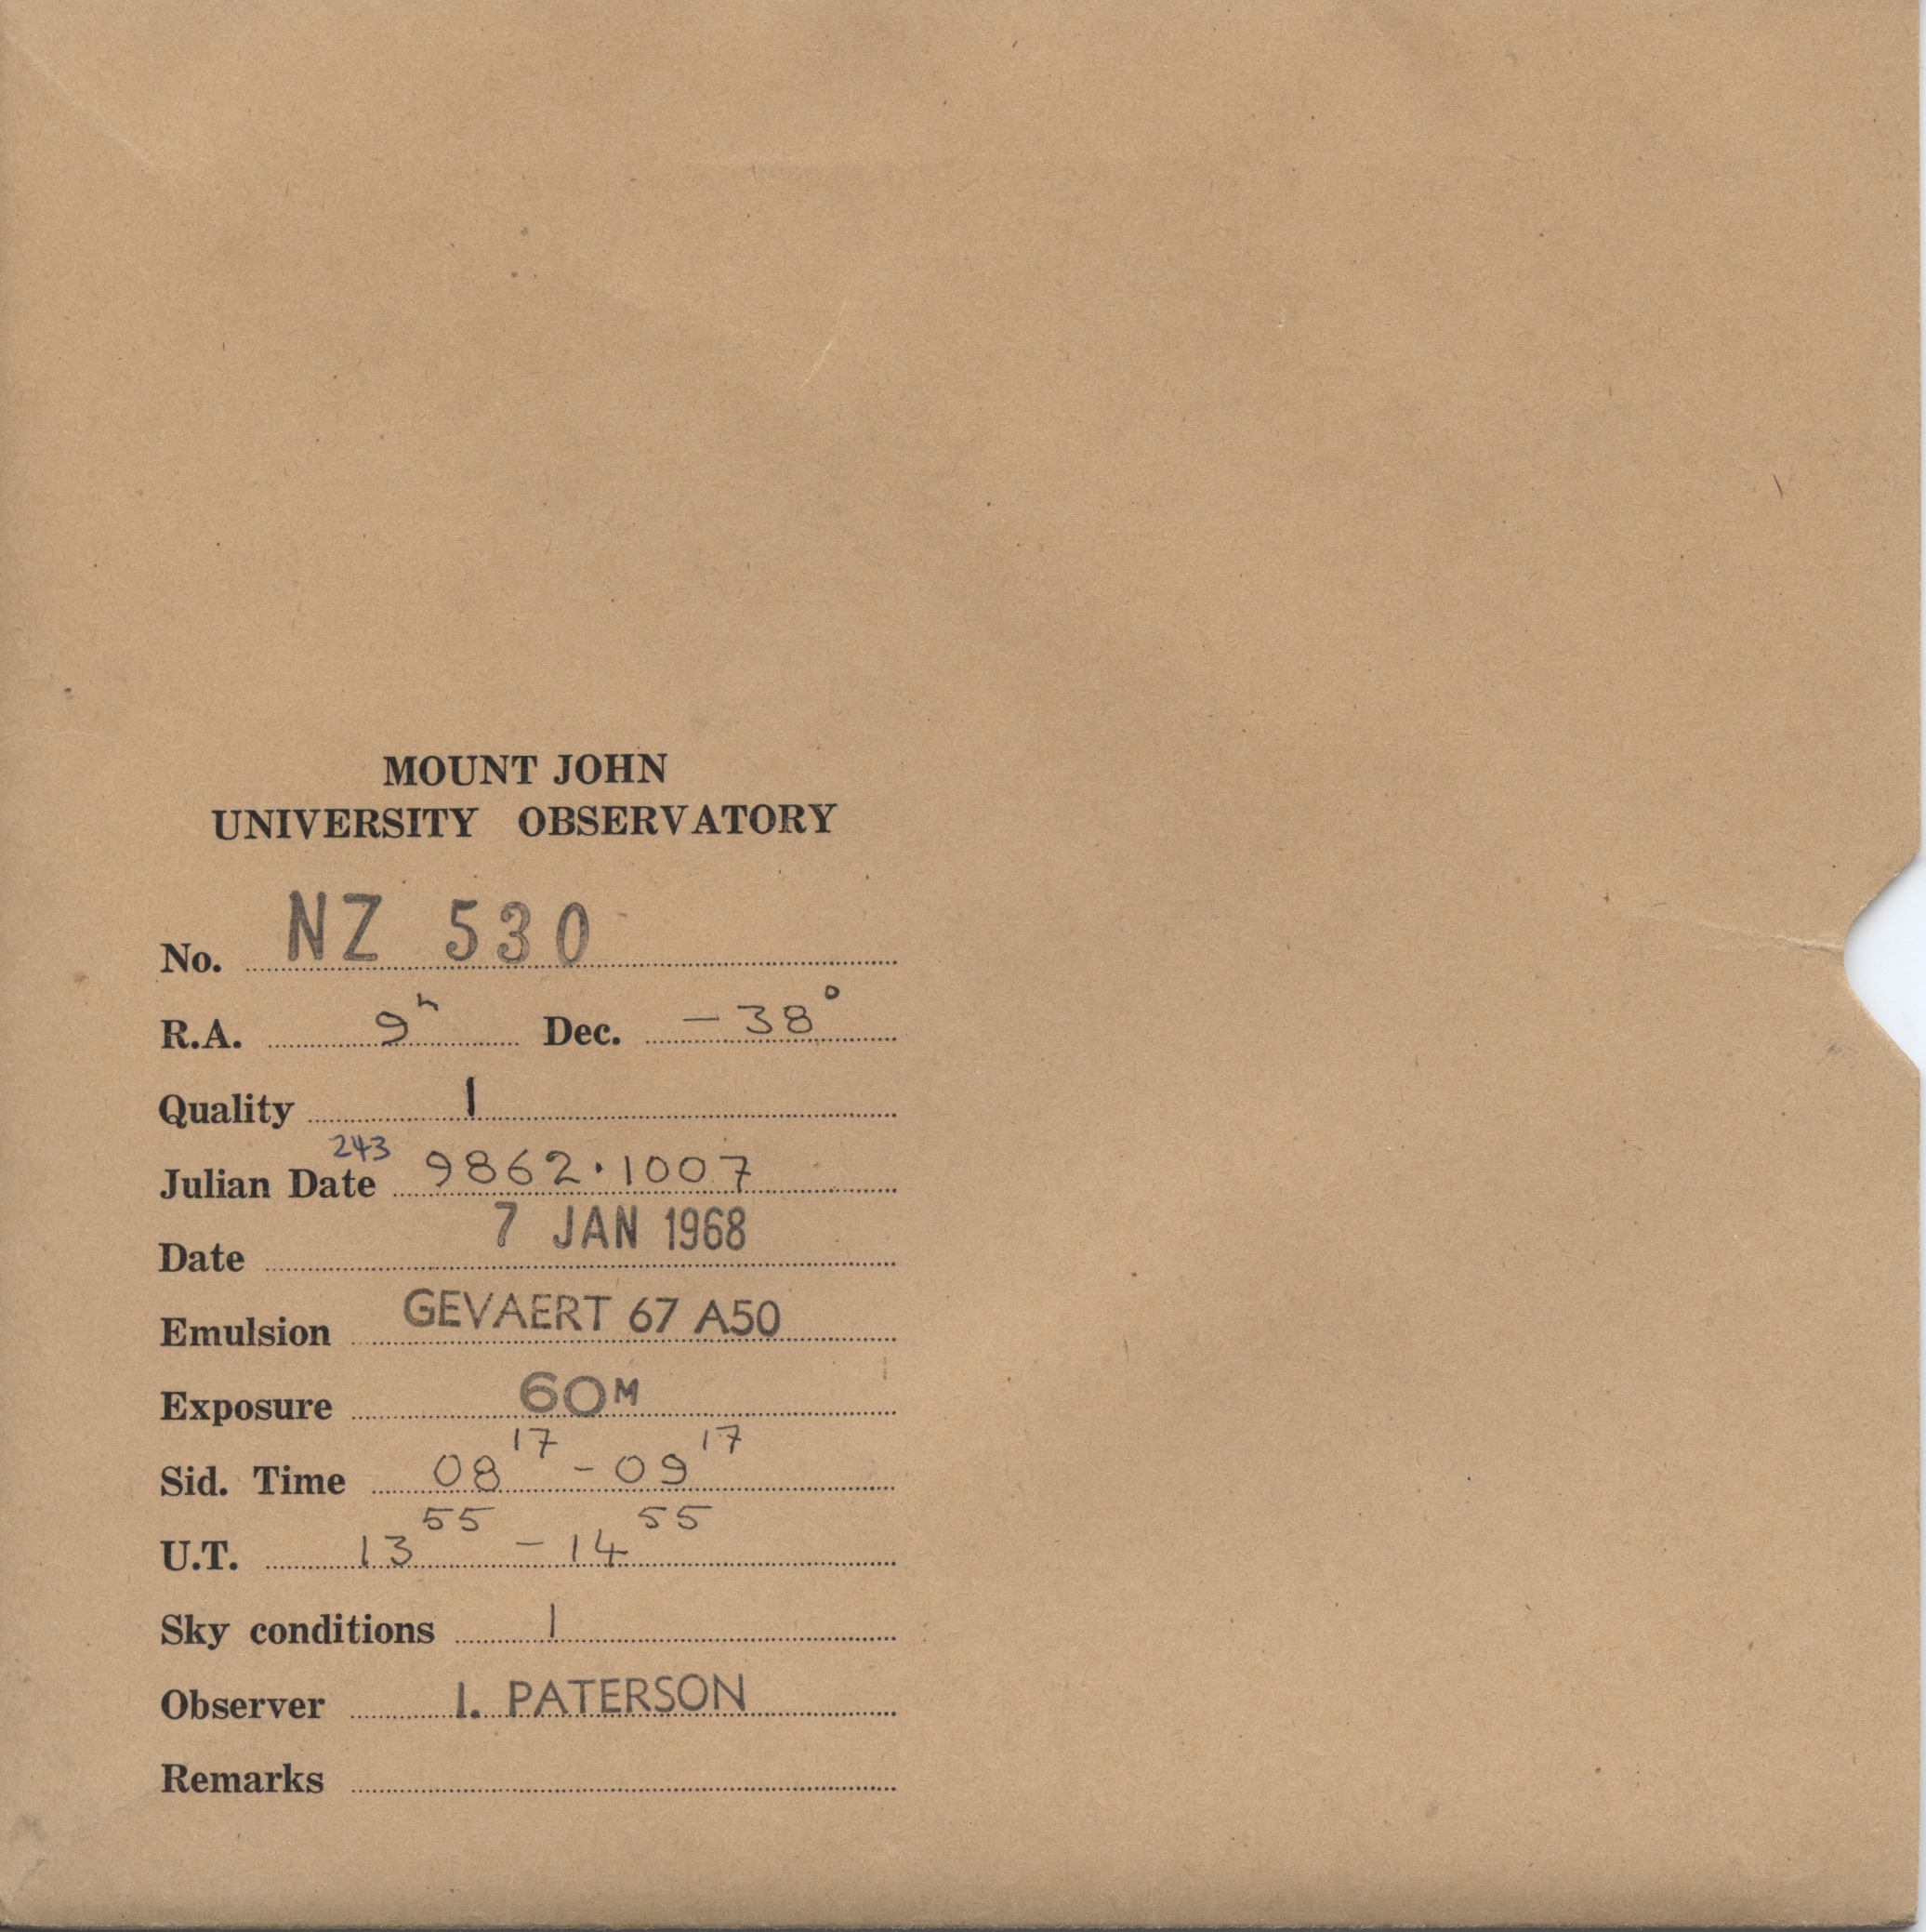 MOUNT JOHN
UNIVERSITY OBSERVATORY
No. NZ 530
R.A. 9h Dec. -38°
Quality 1
Julian Date 243 9862.1007
Date 7 JAN 1968
Emulsion GEVAERT 67 A50
Exposure 60M
Sid. Time 08 17 - 09 17
U.T. 13 55 - 14 55
Sky conditions 1
Observer I. PATERSON
Remarks